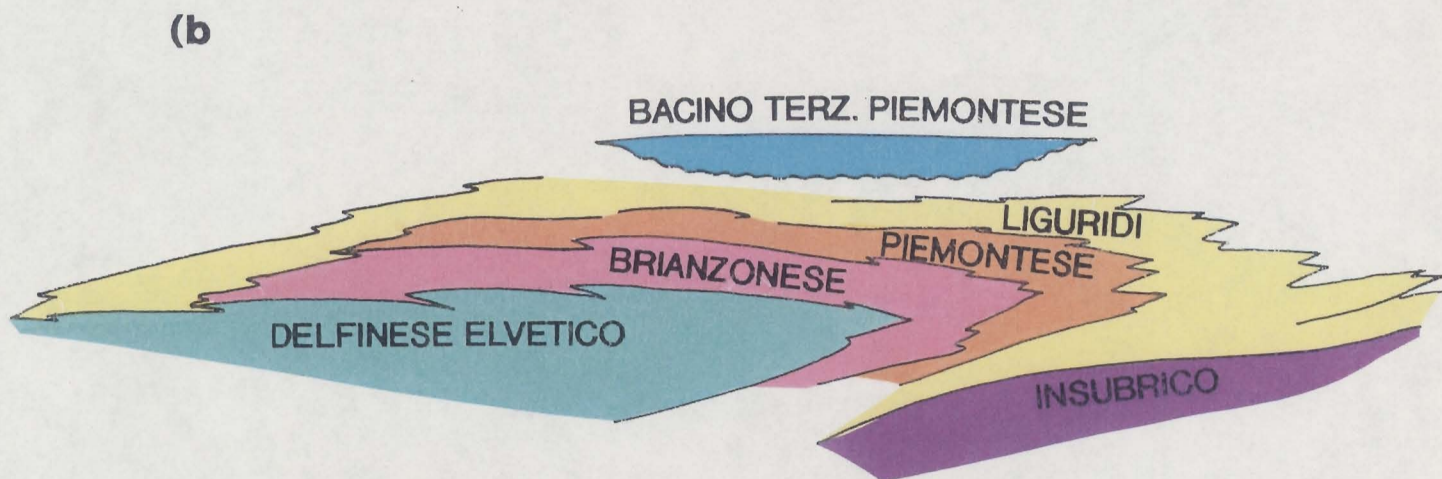 (b
BACINO TERZ. PIEMONTESE
LIGURIDI
PIEMONTESE
BRIANZONESE
DELFINESE ELVETICO
INSUBRICO